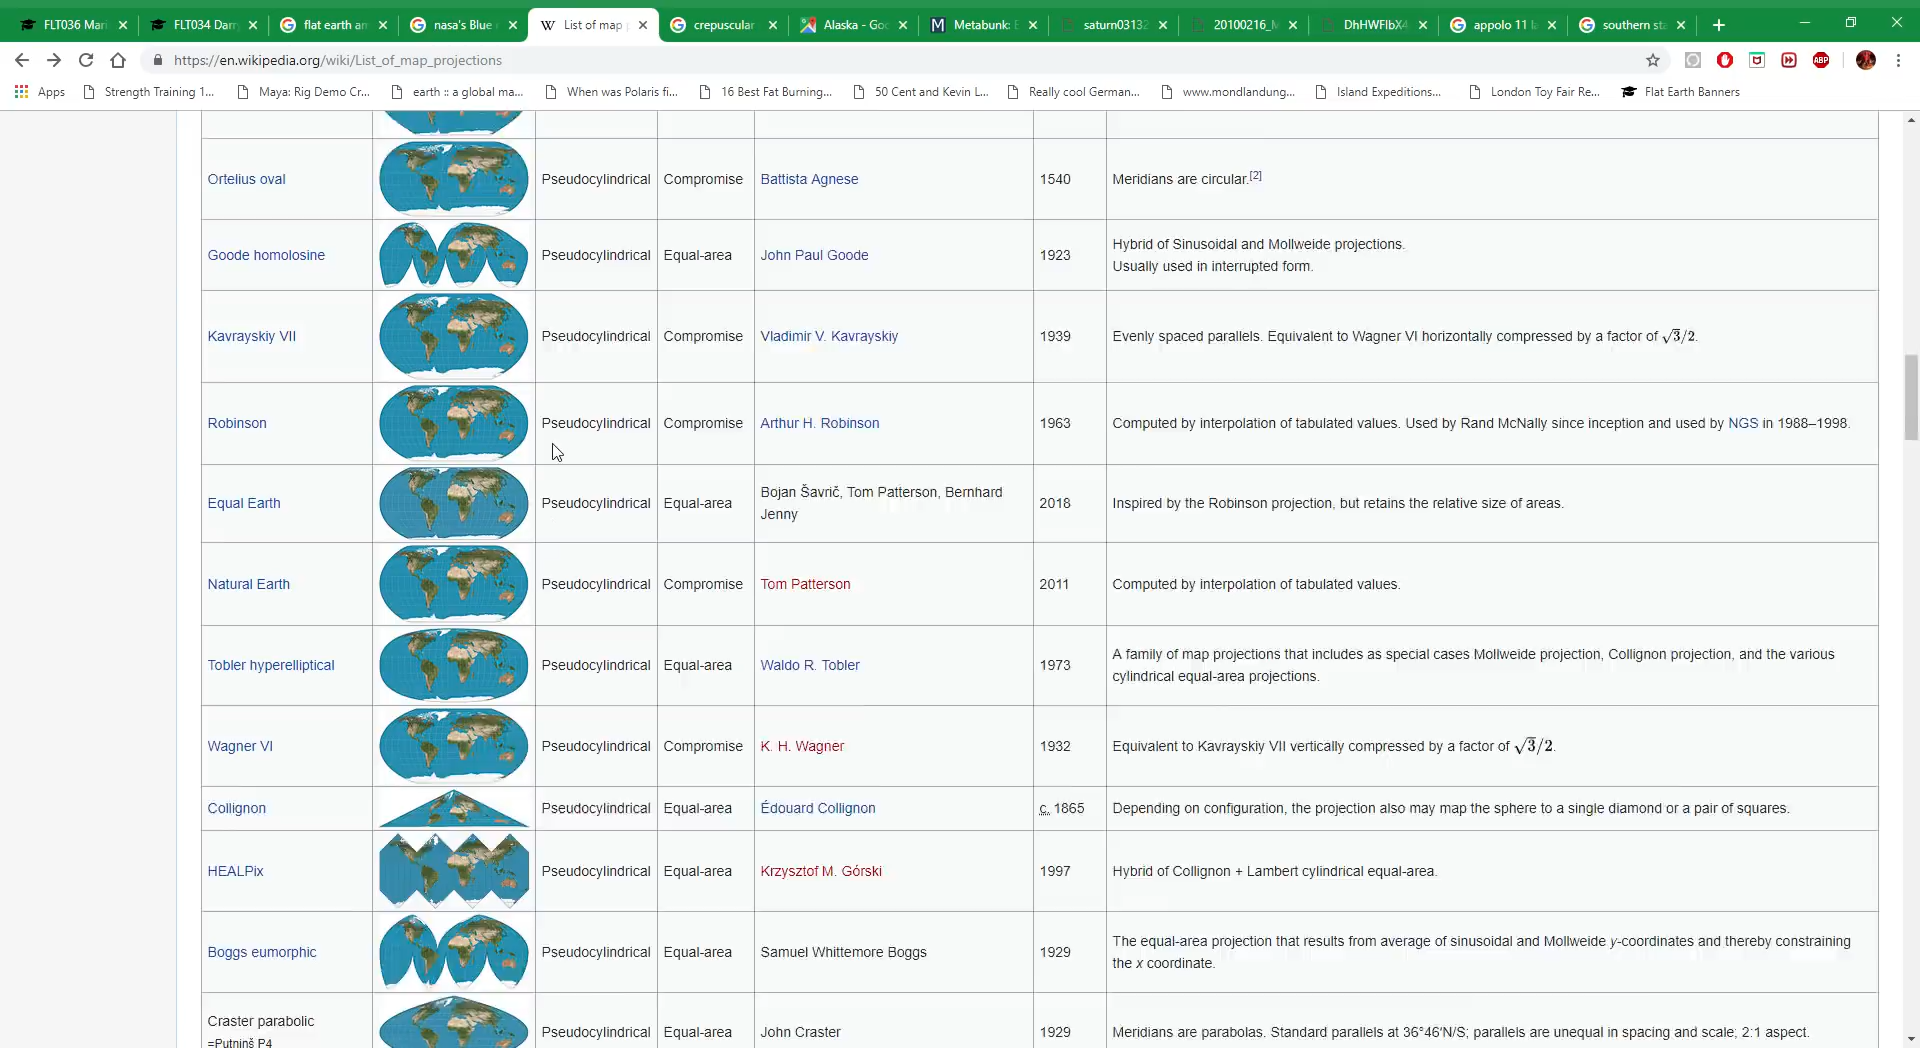 FLT036 Mari
FLT034 Darr
flat earth an
nasa's Blue
List of map
crepuscular
Alaska - Goo
Metabunk: E
saturn03132
20100216_M
DhHWFlbX4
appolo 11 l
southern sta
https://en.wikipedia.org/wiki/List_of_map_projections
ABP
Apps
Strength Training 1...
Maya: Rig Demo Cr...
earth :: a global ma...
When was Polaris fi...
16 Best Fat Burning...
50 Cent and Kevin L...
Really cool German...
www.mondlandung...
Island Expeditions...
London Toy Fair Re...
Flat Earth Banners
Ortelius oval Pseudocylindrical Compromise Battista Agnese 1540 Meridians are circular.[2]
Goode homolosine Pseudocylindrical Equal-area John Paul Goode 1923 Hybrid of Sinusoidal and Mollweide projections.
Usually used in interrupted form.
Kavrayskiy VII Pseudocylindrical Compromise Vladimir V. Kavrayskiy 1939 Evenly spaced parallels. Equivalent to Wagner VI horizontally compressed by a factor of √3/2.
Robinson Pseudocylindrical Compromise Arthur H. Robinson 1963 Computed by interpolation of tabulated values. Used by Rand McNally since inception and used by NGS in 1988–1998.
Equal Earth Pseudocylindrical Equal-area Bojan Šavrič, Tom Patterson, Bernhard
Jenny 2018 Inspired by the Robinson projection, but retains the relative size of areas.
Natural Earth Pseudocylindrical Compromise Tom Patterson 2011 Computed by interpolation of tabulated values.
Tobler hyperelliptical Pseudocylindrical Equal-area Waldo R. Tobler 1973 A family of map projections that includes as special cases Mollweide projection, Collignon projection, and the various
cylindrical equal-area projections.
Wagner VI Pseudocylindrical Compromise K. H. Wagner 1932 Equivalent to Kavrayskiy VII vertically compressed by a factor of √3/2.
Collignon Pseudocylindrical Equal-area Édouard Collignon c. 1865 Depending on configuration, the projection also may map the sphere to a single diamond or a pair of squares.
HEALPix Pseudocylindrical Equal-area Krzysztof M. Górski 1997 Hybrid of Collignon + Lambert cylindrical equal-area.
Boggs eumorphic Pseudocylindrical Equal-area Samuel Whittemore Boggs 1929 The equal-area projection that results from average of sinusoidal and Mollweide y-coordinates and thereby constraining
the x coordinate.
Craster parabolic
=Putniņš P4 Pseudocylindrical Equal-area John Craster 1929 Meridians are parabolas. Standard parallels at 36°46′N/S; parallels are unequal in spacing and scale; 2:1 aspect.